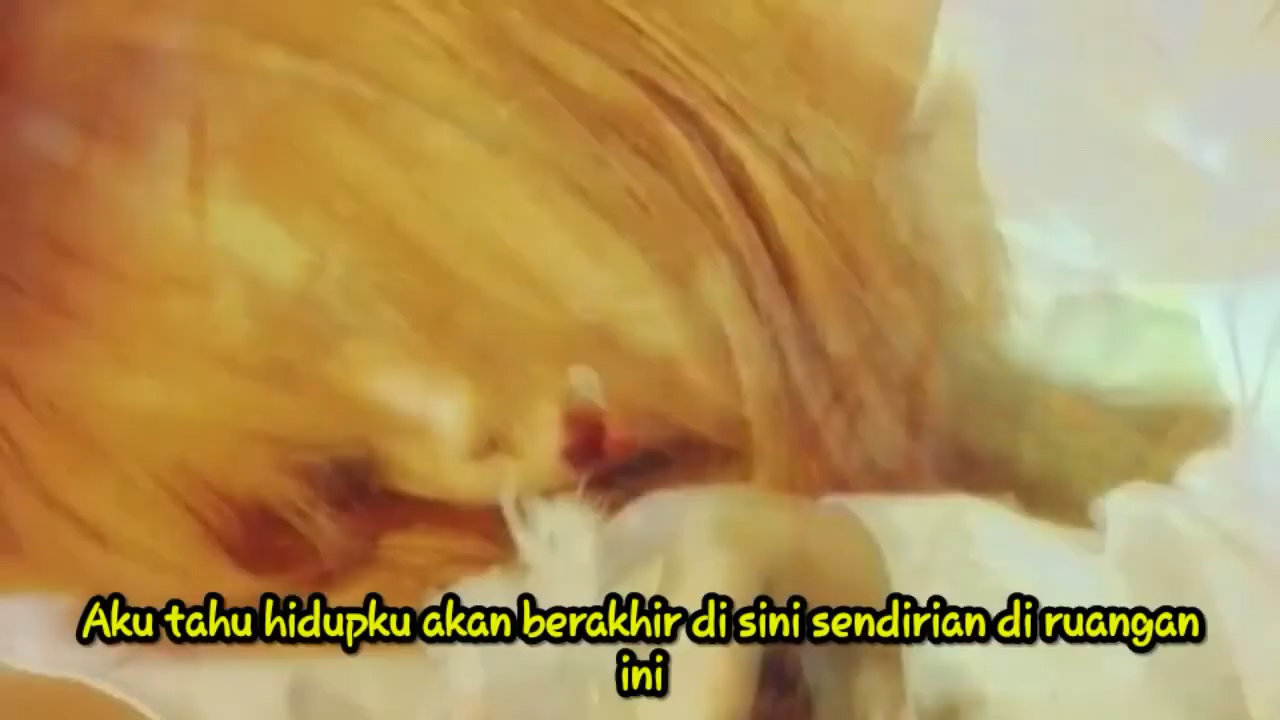 Aku tahu hidupku akan berakhir di sini sendirian di ruangan
ini